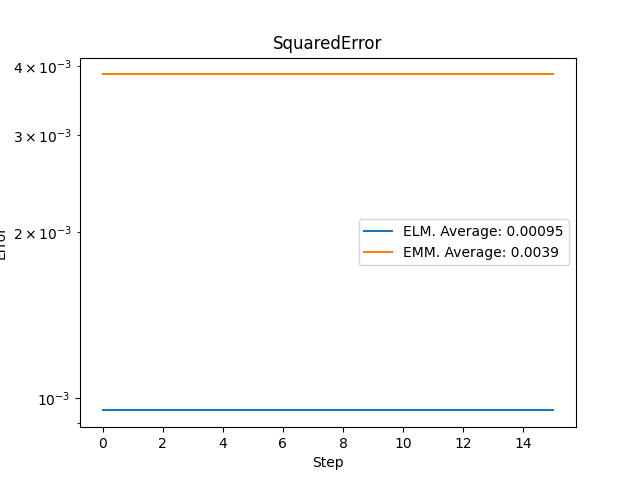 SquaredError
4 × 10⁻³
3 × 10⁻³
2 × 10⁻³
10⁻³
Error
ELM. Average: 0.00095
EMM. Average: 0.0039
0 2 4 6 8 10 12 14
Step